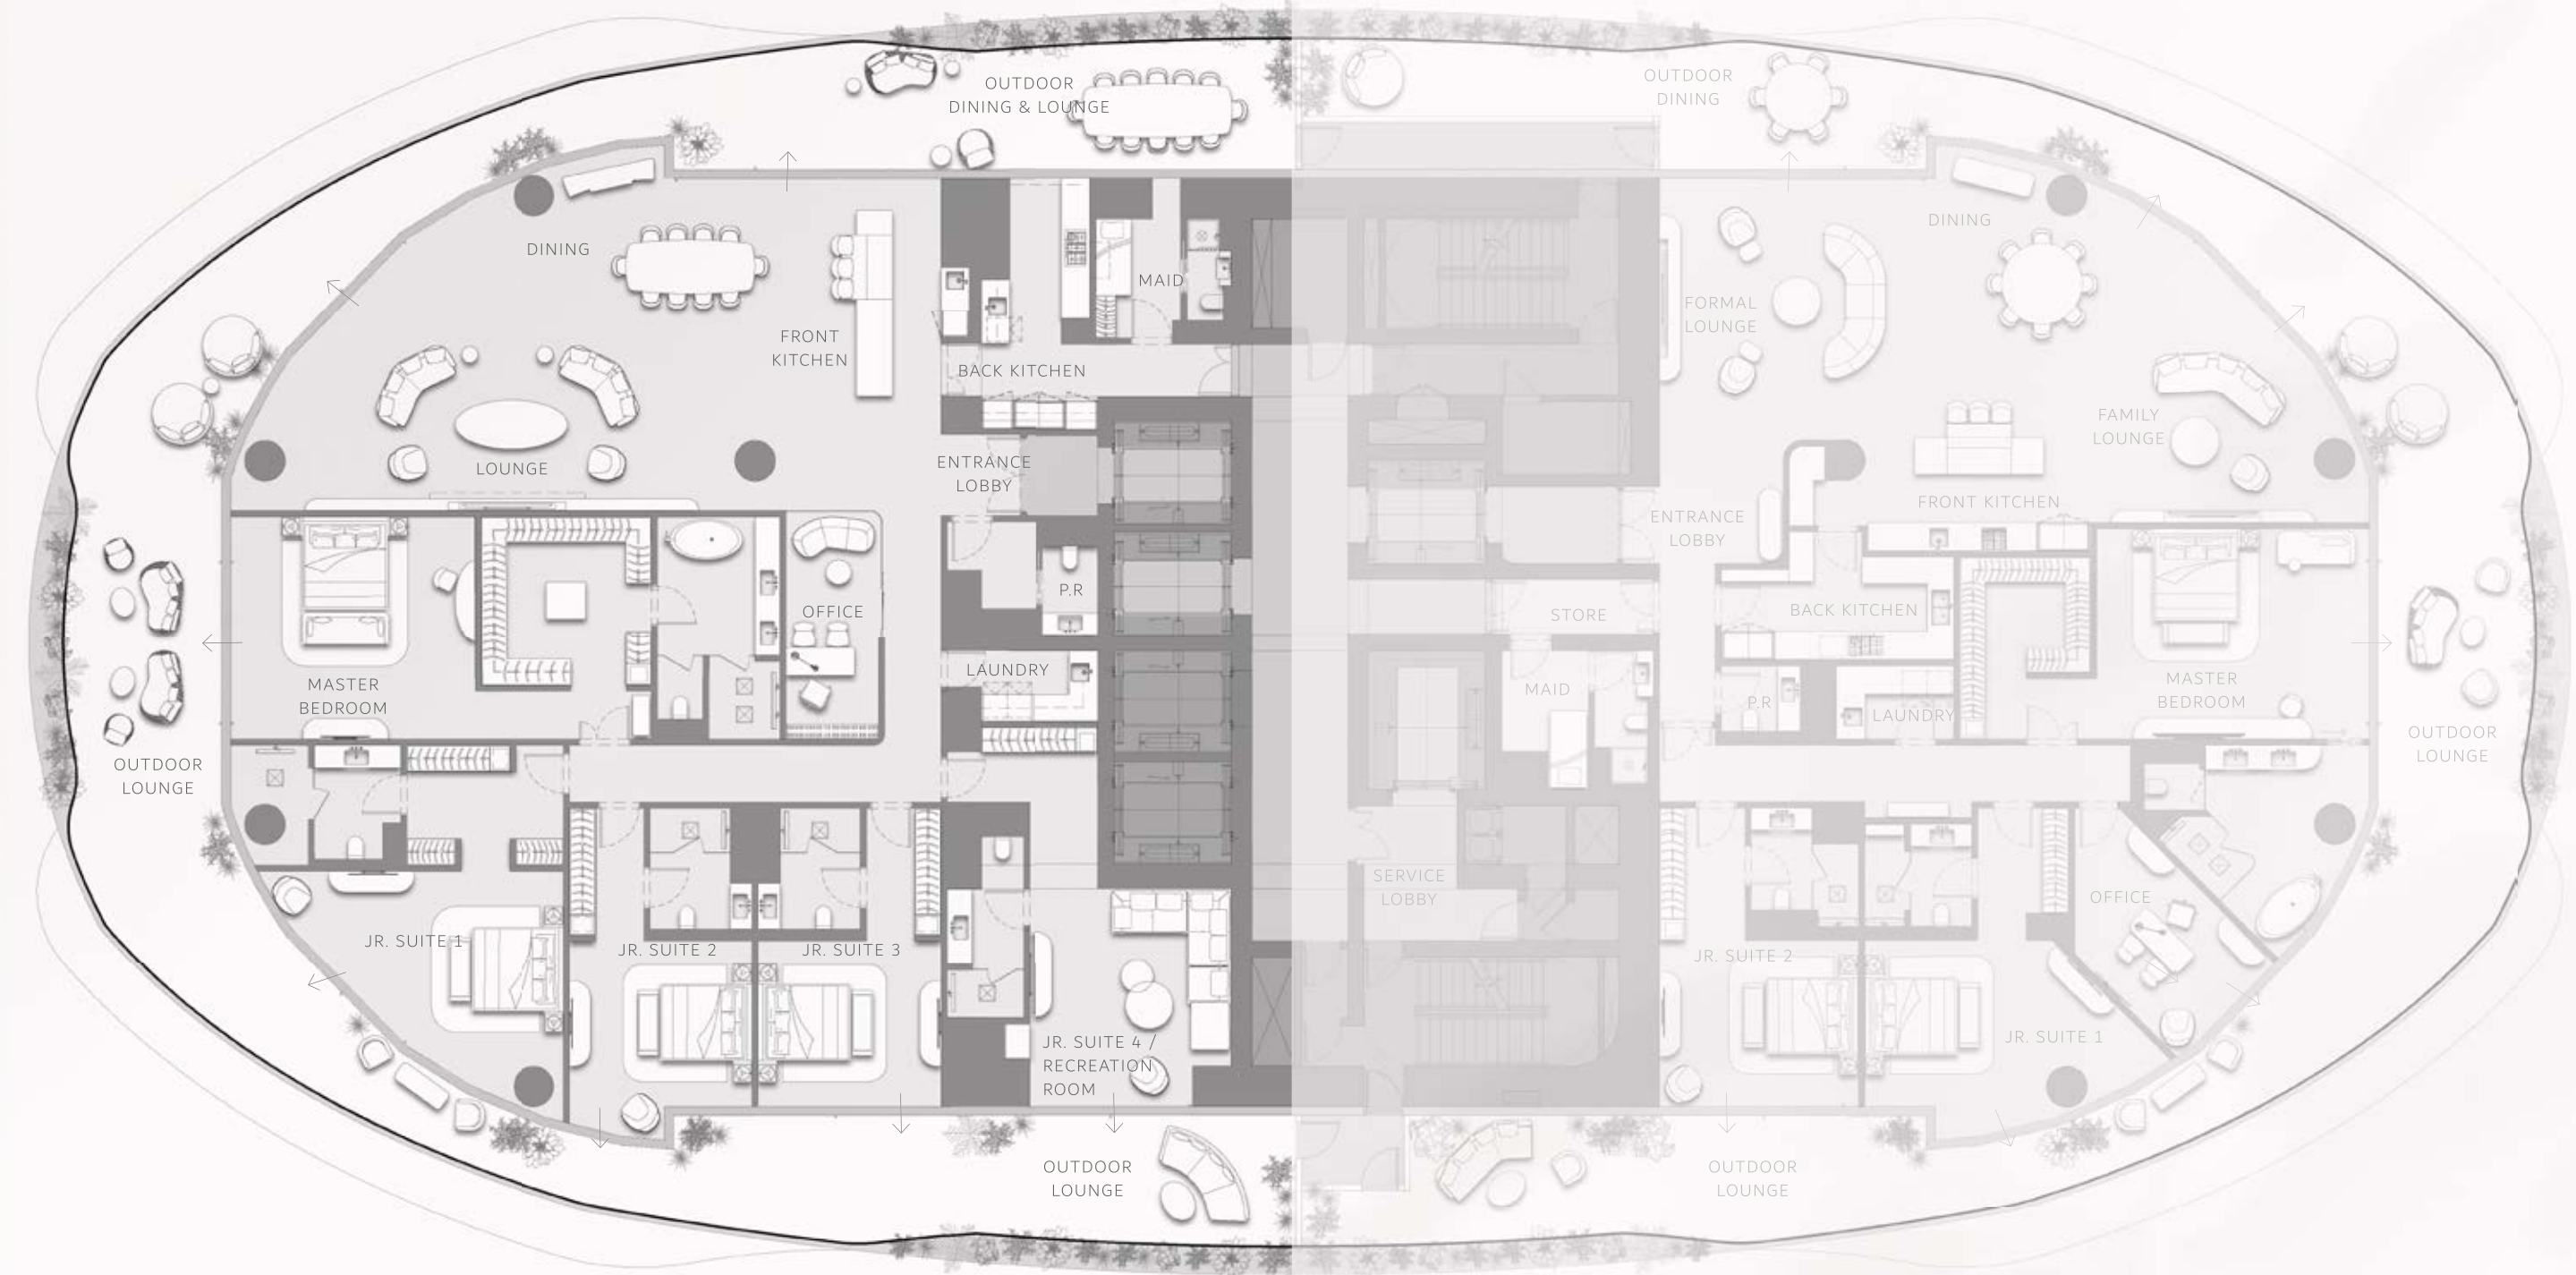 OUTDOOR
DINING & LOUNGE
DINING
FRONT
KITCHEN
MAID
BACK KITCHEN
LOUNGE
ENTRANCE
LOBBY
P.R
OFFICE
LAUNDRY
MASTER
BEDROOM
OUTDOOR
LOUNGE
JR. SUITE 1
JR. SUITE 2
JR. SUITE 3
JR. SUITE 4 /
RECREATION
ROOM
OUTDOOR
LOUNGE
OUTDOOR
DINING
DINING
FORMAL
LOUNGE
FAMILY
LOUNGE
FRONT KITCHEN
ENTRANCE
LOBBY
STORE
BACK KITCHEN
MAID
P.R
LAUNDRY
MASTER
BEDROOM
OUTDOOR
LOUNGE
SERVICE
LOBBY
OFFICE
JR. SUITE 2
JR. SUITE 1
OUTDOOR
LOUNGE